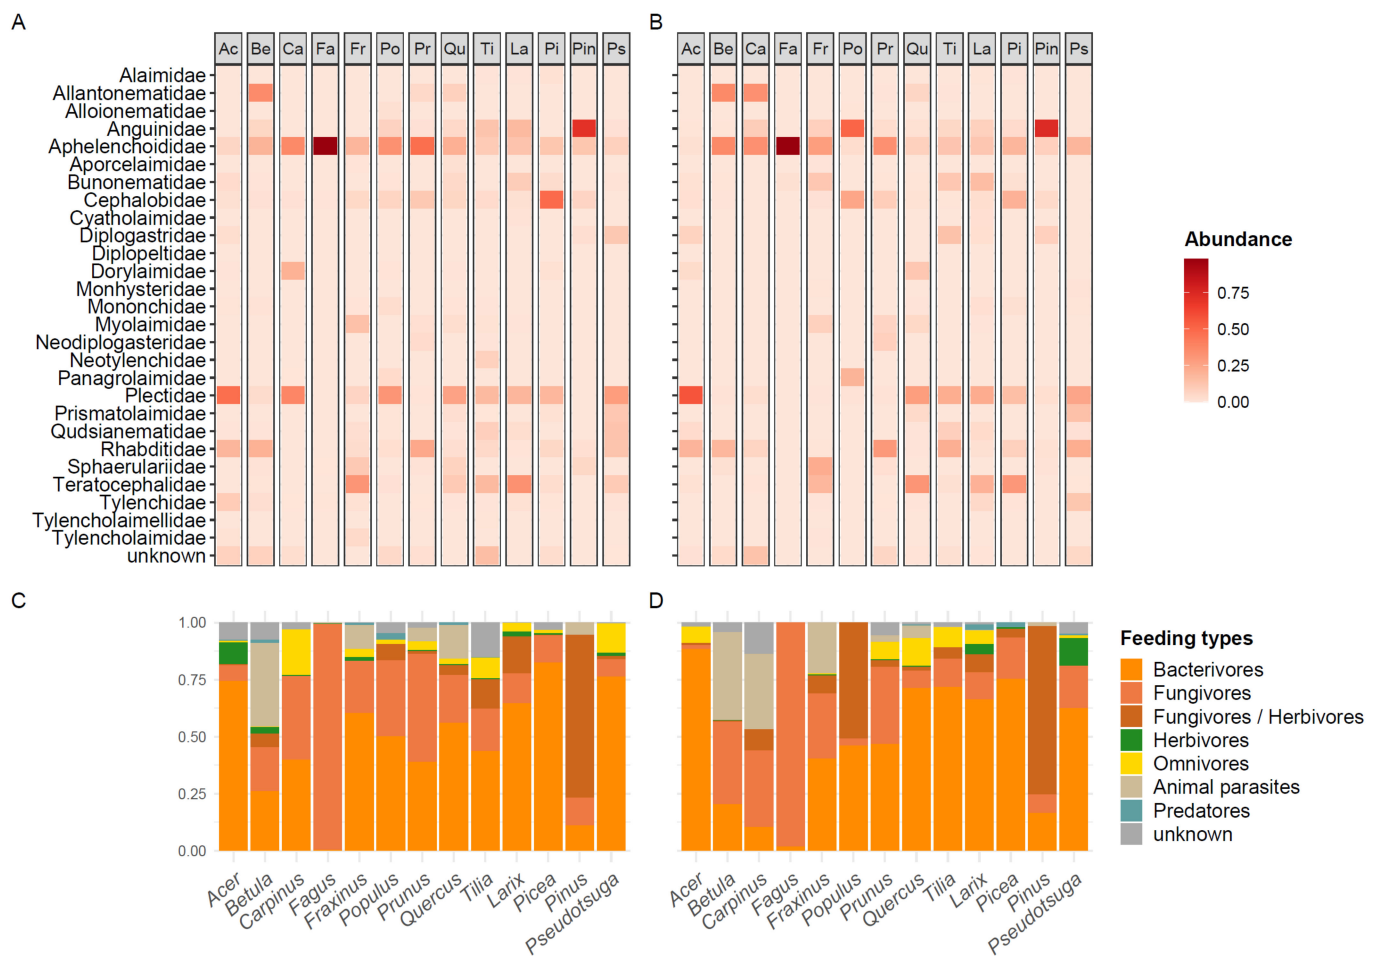 A
B
Ac Be Ca Fa Fr Po Pr Qu Ti La Pi Pin Ps
Ac Be Ca Fa Fr Po Pr Qu Ti La Pi Pin Ps
Alaimidae
Allantonematidae
Alloionematidae
Anguinidae
Aphelenchoididae
Aporcelaimidae
Bunonematidae
Cephalobidae
Cyatholaimidae
Diplogastridae
Diplopeltidae
Dorylaimidae
Monhysteridae
Mononchidae
Myolaimidae
Neodiplogasteridae
Neotylenchidae
Panagrolaimidae
Plectidae
Prismatolaimidae
Qudsianematidae
Rhabditidae
Sphaerulariidae
Teratocephalidae
Tylenchidae
Tylencholaimellidae
Tylencholaimidae
unknown
Abundance
0.75
0.50
0.25
0.00
C
D
1.00
0.75
0.50
0.25
0.00
Acer
Betula
Carpinus
Fagus
Fraxinus
Populus
Prunus
Quercus
Tilia
Larix
Picea
Pinus
Pseudotsuga
Acer
Betula
Carpinus
Fagus
Fraxinus
Populus
Prunus
Quercus
Tilia
Larix
Picea
Pinus
Pseudotsuga
Feeding types
Bacterivores
Fungivores
Fungivores / Herbivores
Herbivores
Omnivores
Animal parasites
Predatores
unknown